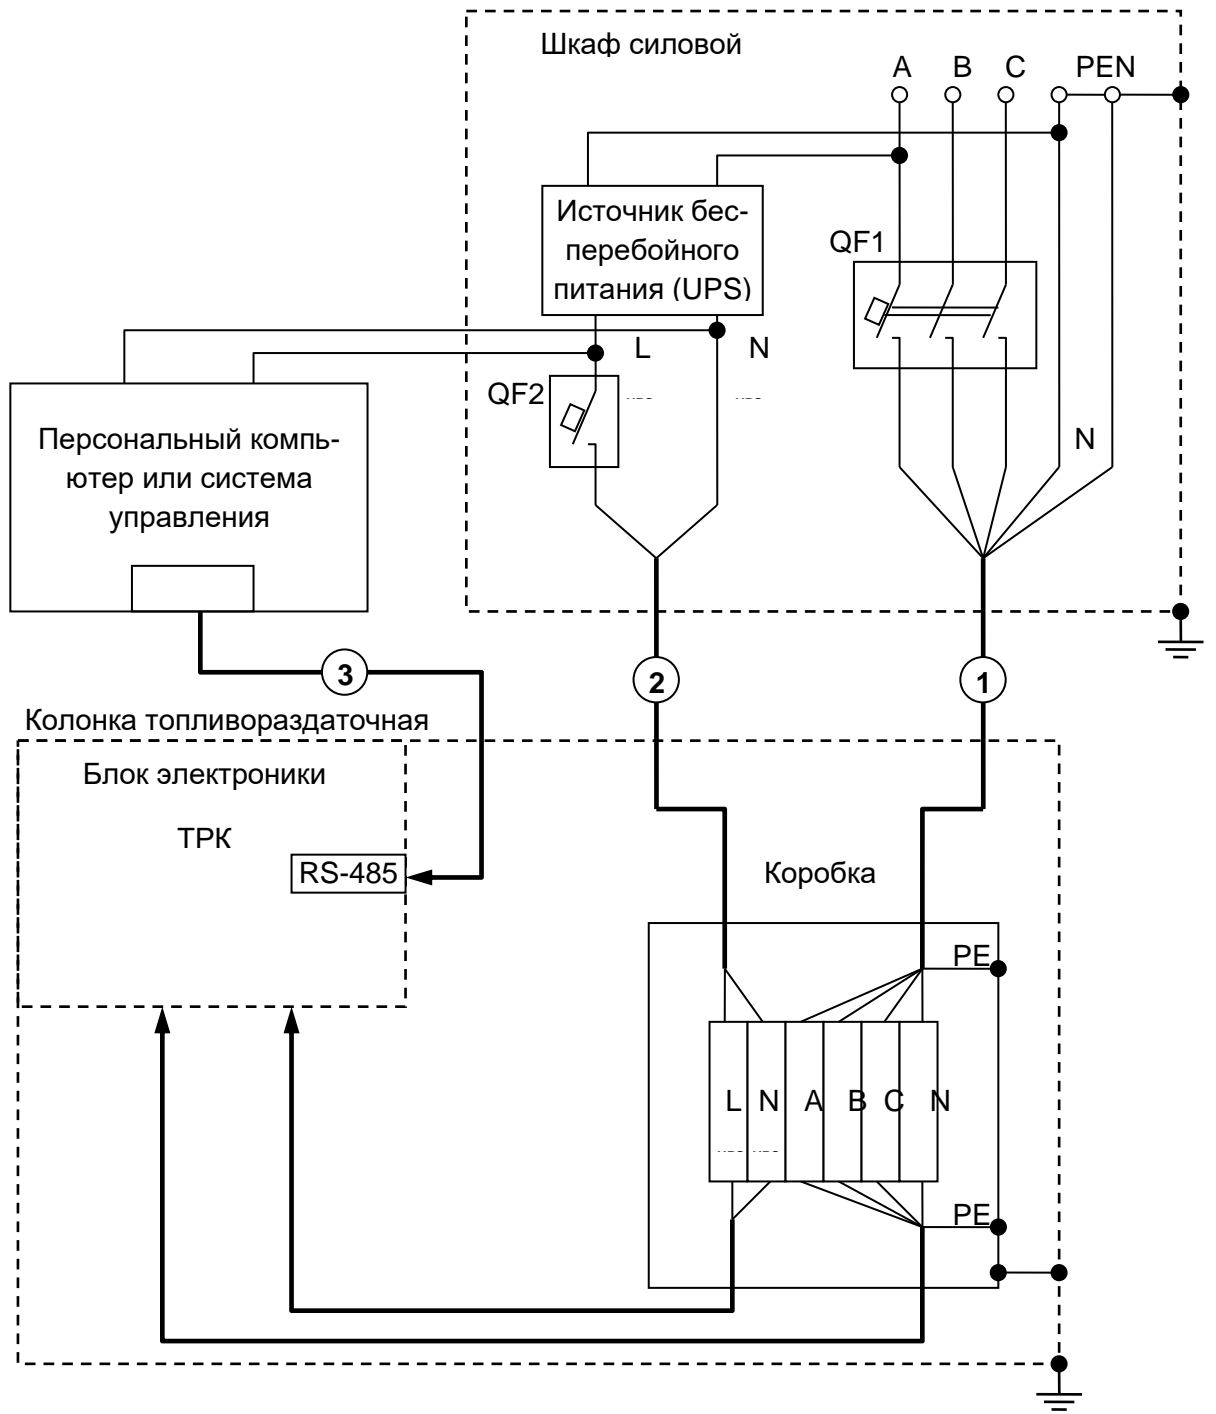 Шкаф силовой
A B C PEN
Источник бес-
перебойного
питания (UPS)
QF1
L N
QF2
N
Персональный компь-
ютер или система
управления
3
2
1
Колонка топливораздаточная
Блок электроники
ТРК
RS-485
Коробка
PE
L N A B C N
PE